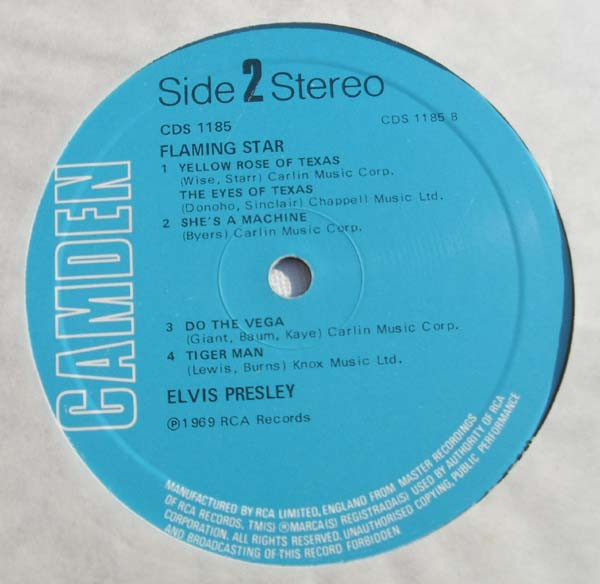 Side 2 Stereo
CDS 1185
CDS 1185 B
FLAMING STAR
1 YELLOW ROSE OF TEXAS
(Wise, Starr) Carlin Music Corp.
THE EYES OF TEXAS
(Donoho, Sinclair) Chappell Music Ltd.
2 SHE'S A MACHINE
(Byers) Carlin Music Corp.
CAMDEN
3 DO THE VEGA
(Giant, Baum, Kaye) Carlin Music Corp.
4 TIGER MAN
(Lewis, Burns) Knox Music Ltd.
ELVIS PRESLEY
℗1969 RCA Records
MANUFACTURED BY RCA LIMITED, ENGLAND FROM MASTER RECORDINGS
OF RCA RECORDS, TM(S) ®MARCA(S) REGISTRADA(S) USED BY AUTHORITY OF RCA
CORPORATION. ALL RIGHTS RESERVED. UNAUTHORISED COPYING, PUBLIC PERFORMANCE
AND BROADCASTING OF THIS RECORD FORBIDDEN